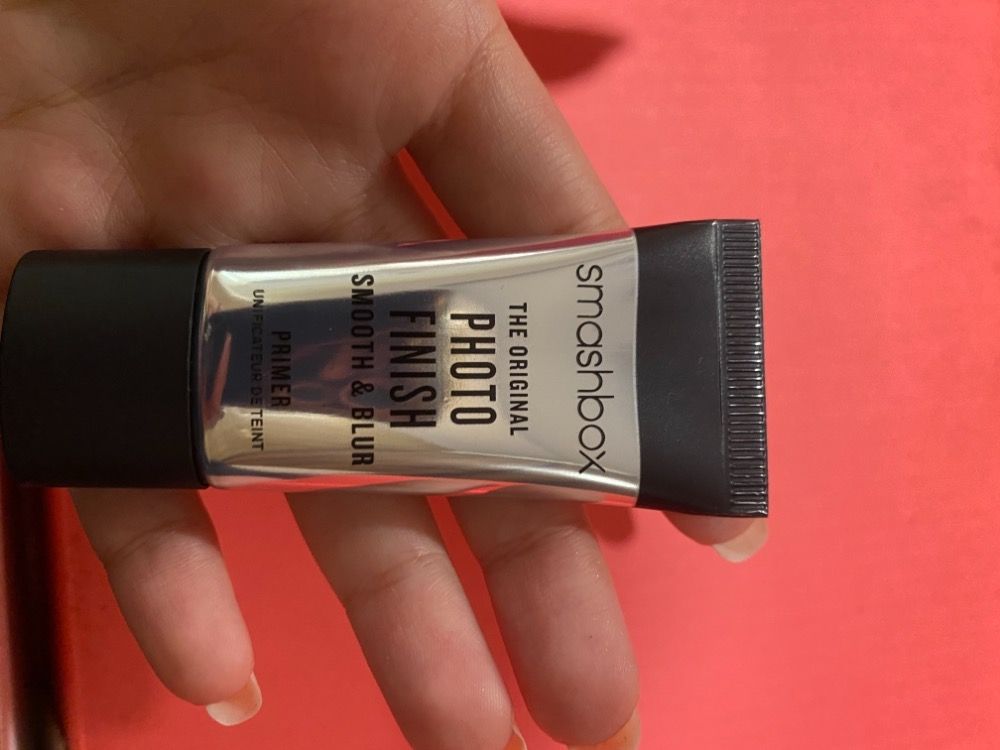 smashbox
THE ORIGINAL
PHOTO
FINISH
SMOOTH & BLUR
PRIMER
UNIFICATEUR DE TEINT